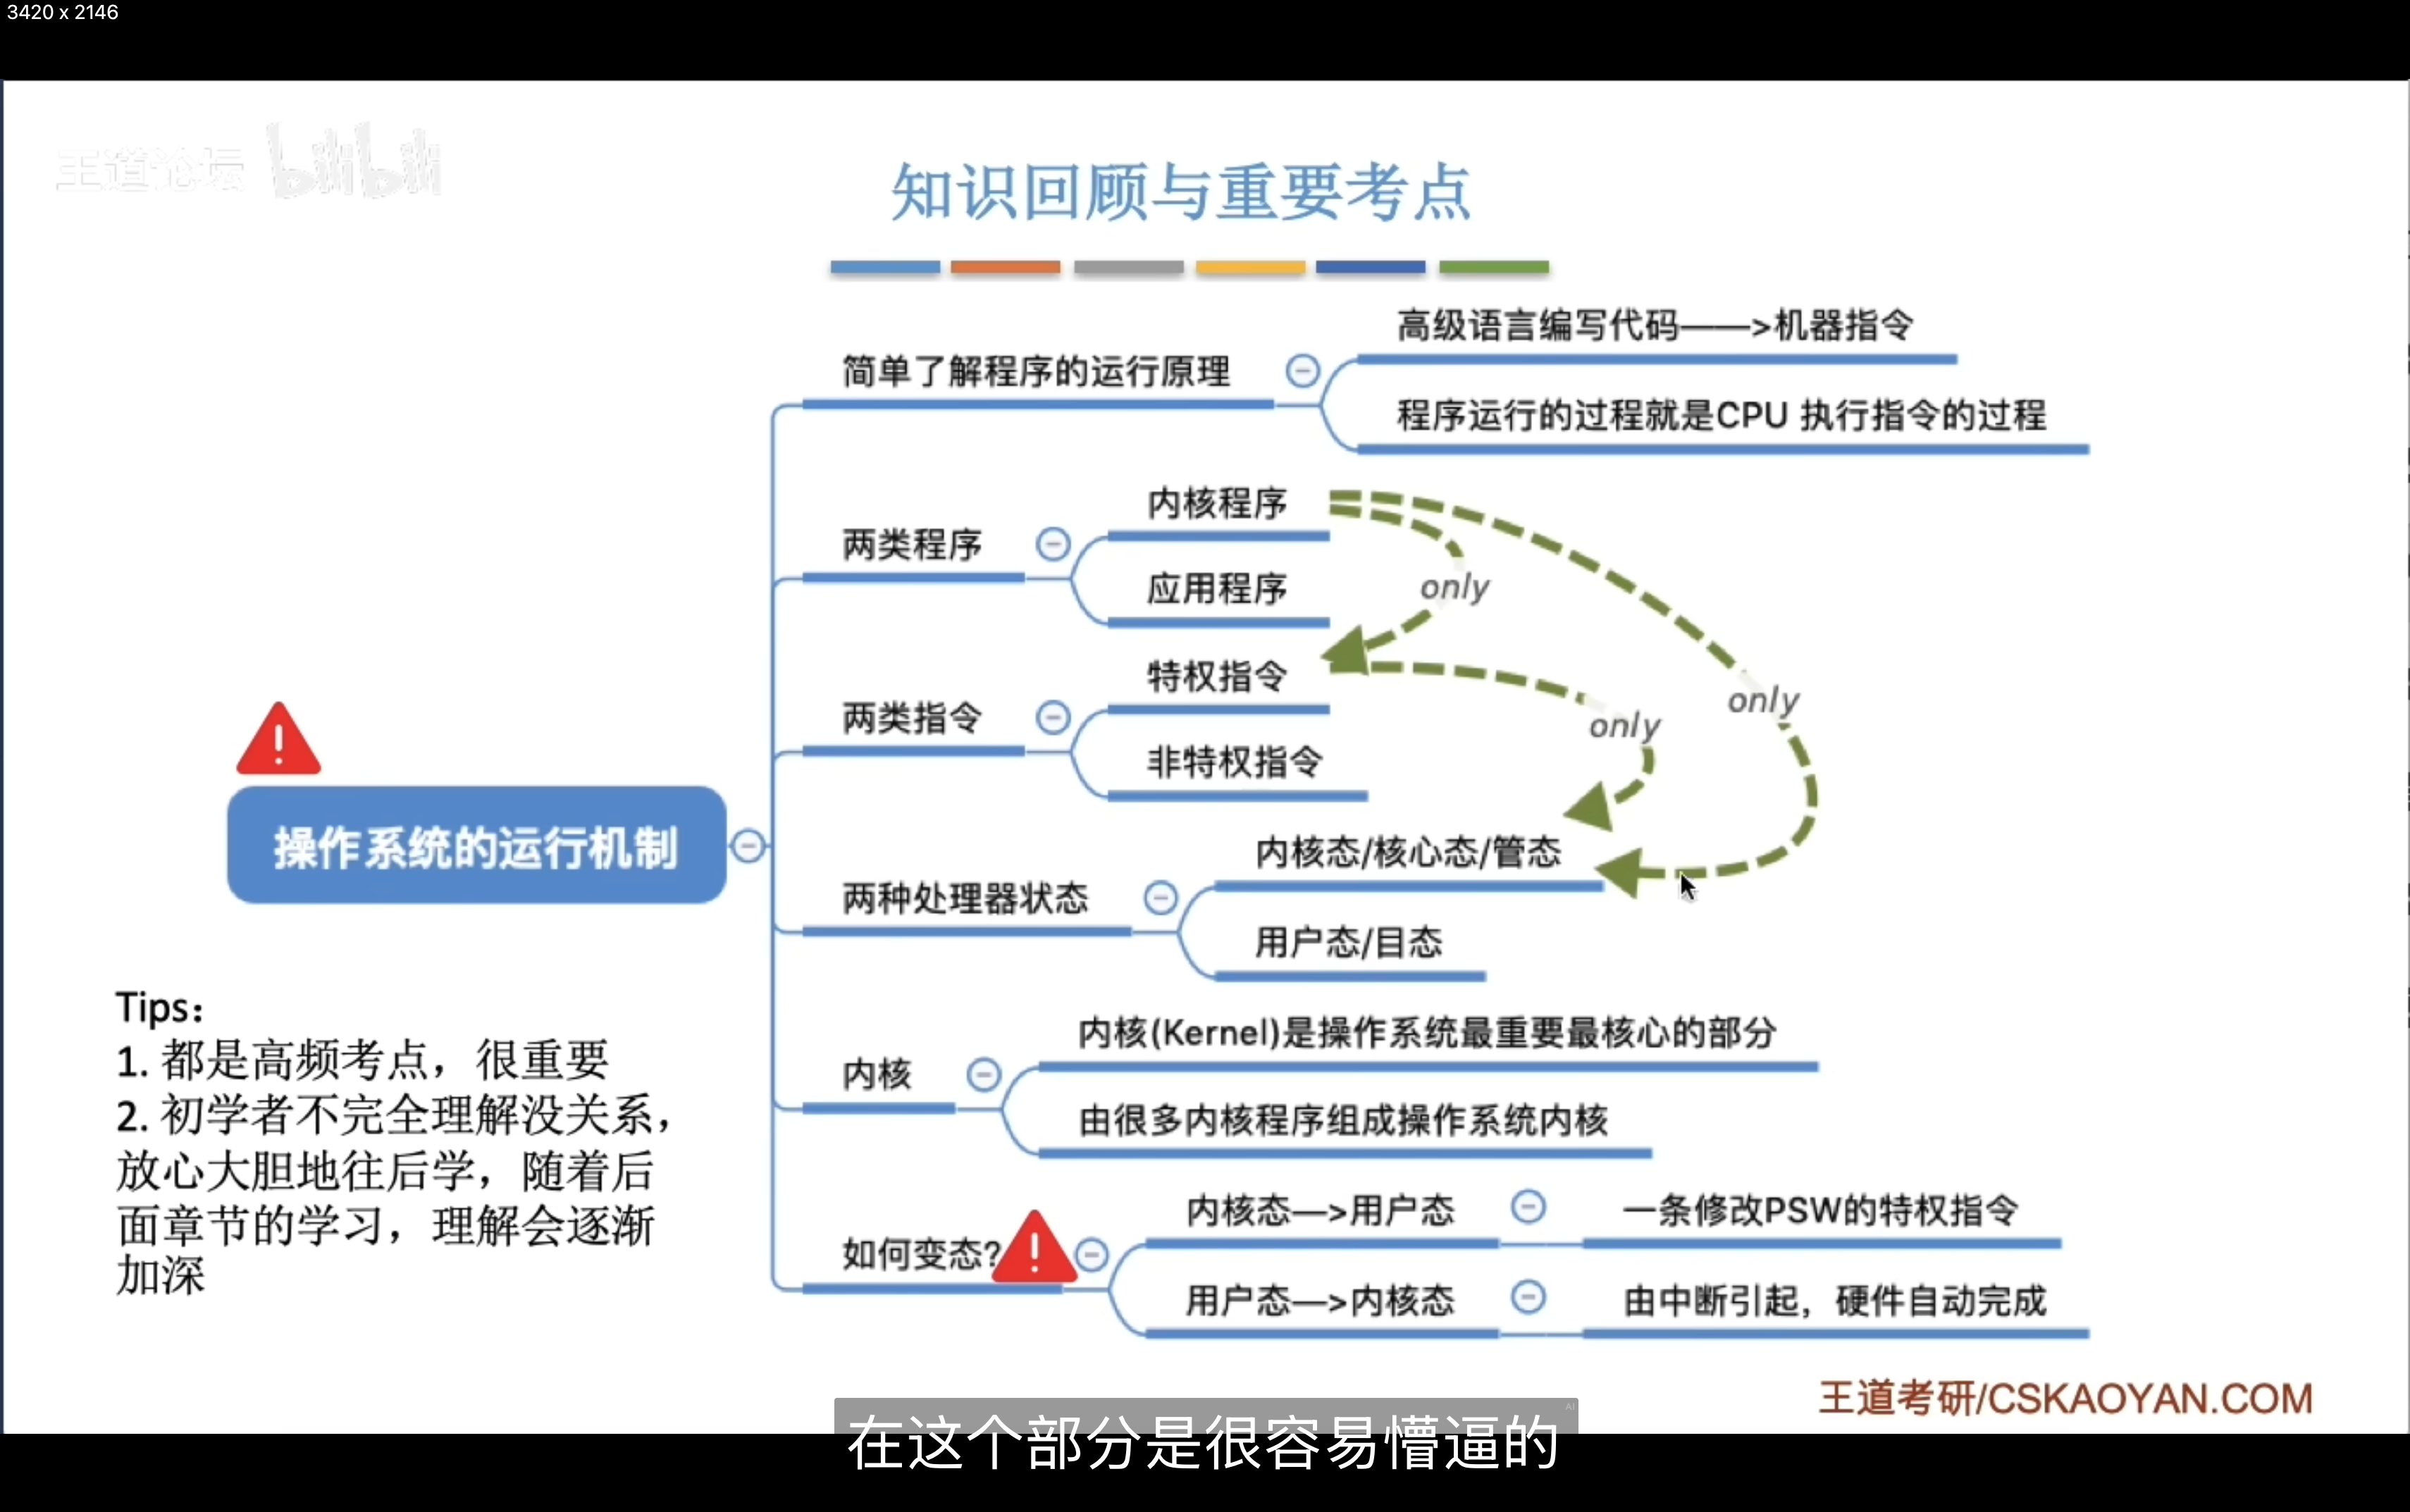 3420 x 2146
王道论坛 bilibili
知识回顾与重要考点
高级语言编写代码——>机器指令
简单了解程序的运行原理
程序运行的过程就是CPU 执行指令的过程
内核程序
两类程序
应用程序
only
特权指令
only
两类指令
only
非特权指令
操作系统的运行机制
内核态/核心态/管态
两种处理器状态
用户态/目态
Tips：
1. 都是高频考点，很重要
2. 初学者不完全理解没关系，
放心大胆地往后学，随着后
面章节的学习，理解会逐渐
加深
内核(Kernel)是操作系统最重要最核心的部分
内核
由很多内核程序组成操作系统内核
内核态—>用户态
一条修改PSW的特权指令
如何变态?
用户态—>内核态
由中断引起，硬件自动完成
王道考研/CSKAOYAN.COM
AI
在这个部分是很容易懵逼的